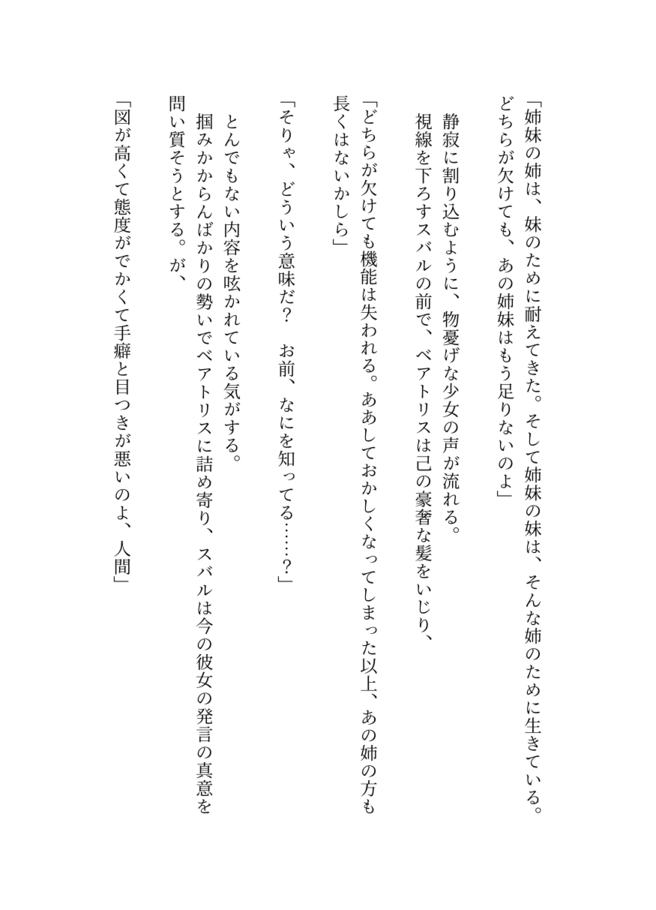 「姉妹の姉は、妹のために耐えてきた。そして姉妹の妹は、そんな姉のために生きている。
どちらが欠けても、あの姉妹はもう足りないのよ」
静寂に割り込むように、物憂げな少女の声が流れる。
視線を下ろすスバルの前で、ベアトリスは己の豪奢な髪をいじり、
「どちらが欠けても機能は失われる。ああしておかしくなってしまった以上、あの姉の方も
長くはないかしら」
「そりゃ、どういう意味だ？　お前、なにを知ってる……？」
とんでもない内容を呟かれている気がする。
掴みかからんばかりの勢いでベアトリスに詰め寄り、スバルは今の彼女の発言の真意を
問い質そうとする。が、
「図が高くて態度がでかくて手癖と目つきが悪いのよ、人間」